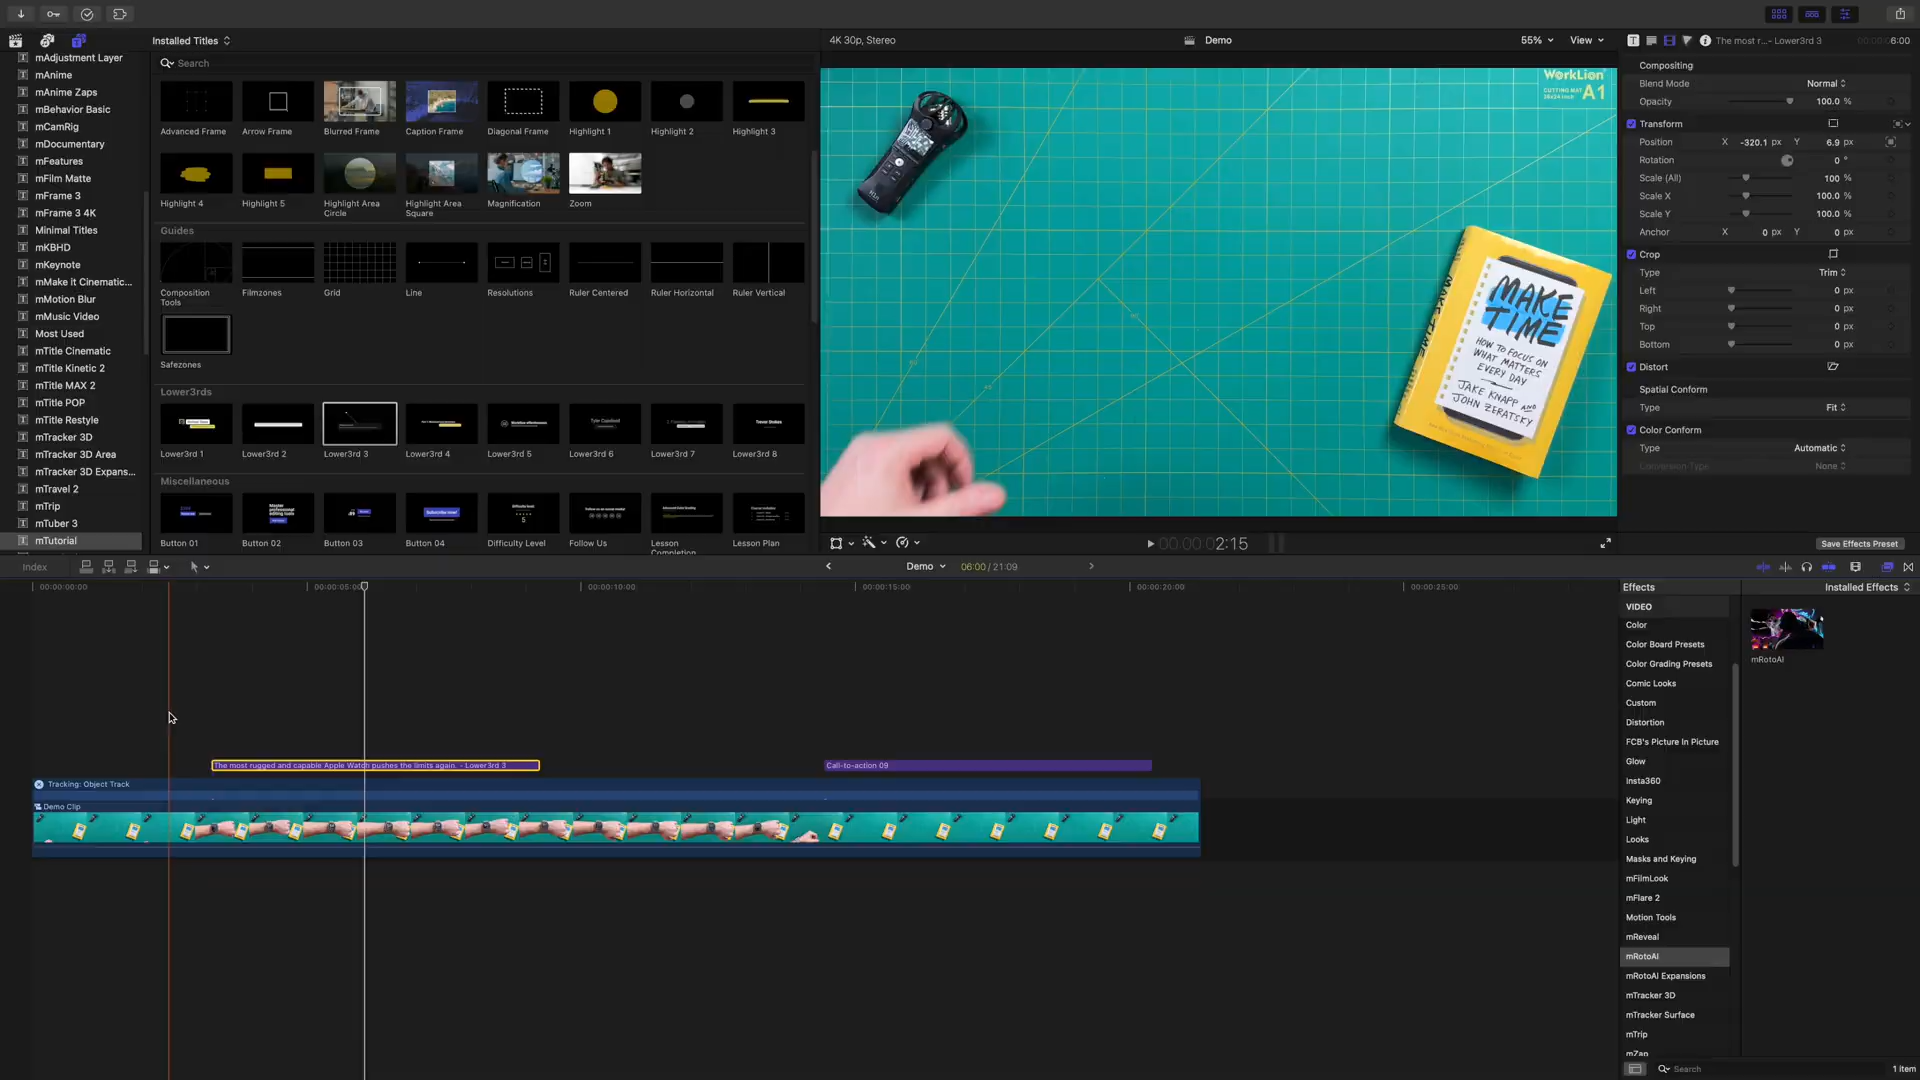 Installed Titles
4K 30p, Stereo
Demo
55%
View
The most r...- Lower3rd 3
6:00
mAdjustment Layer
mAnime
mAnime Zaps
mBehavior Basic
mCamRig
mDocumentary
mFeatures
mFilm Matte
mFrame 3
mFrame 3 4K
Minimal Titles
mKBHD
mKeynote
mMake it Cinematic...
mMotion Blur
mMusic Video
Most Used
mTitle Cinematic
mTitle Kinetic 2
mTitle MAX 2
mTitle POP
mTitle Restyle
mTracker 3D
mTracker 3D Area
mTracker 3D Expans...
mTravel 2
mTrip
mTuber 3
mTutorial
Search
Advanced Frame
Arrow Frame
Blurred Frame
Caption Frame
Diagonal Frame
Highlight 1
Highlight 2
Highlight 3
Highlight 4
Highlight 5
Highlight Area Circle
Highlight Area Square
Magnification
Zoom
Guides
Composition Tools
Filmzones
Grid
Line
Resolutions
Ruler Centered
Ruler Horizontal
Ruler Vertical
Safezones
Lower3rds
Lower3rd 1
Lower3rd 2
Lower3rd 3
Lower3rd 4
Lower3rd 5
Lower3rd 6
Lower3rd 7
Lower3rd 8
Miscellaneous
Button 01
Button 02
Button 03
Button 04
Difficulty Level
Follow Us
Lesson Completion
Lesson Plan
WorkLion
CUTTING MAT
A1
MAKE
TIME
HOW TO FOCUS ON
WHAT MATTERS
EVERY DAY
JAKE KNAPP AND
JOHN ZERATSKY
MAKE TIME
00:00:02:15
Compositing
Blend Mode Normal
Opacity 100.0 %
Transform
Position X -320.1 px Y 6.9 px
Rotation 0 °
Scale (All) 100 %
Scale X 100.0 %
Scale Y 100.0 %
Anchor X 0 px Y 0 px
Crop
Type Trim
Left 0 px
Right 0 px
Top 0 px
Bottom 0 px
Distort
Spatial Conform
Type Fit
Color Conform
Type Automatic
Conversion Type None
Save Effects Preset
Index
Demo
06:00 / 21:09
00:00:00:00
00:00:05:00
00:00:10:00
00:00:15:00
00:00:20:00
00:00:25:00
The most rugged and capable Apple Watch pushes the limits again. - Lower3rd 3
Call-to-action 09
Tracking: Object Track
Demo Clip
Effects
Installed Effects
VIDEO
Color
Color Board Presets
Color Grading Presets
Comic Looks
Custom
Distortion
FCB's Picture In Picture
Glow
Insta360
Keying
Light
Looks
Masks and Keying
mFilmLook
mFlare 2
Motion Tools
mReveal
mRotoAI
mRotoAI Expansions
mTracker 3D
mTracker Surface
mTrip
mZap
mRotoAI
Search
1 item